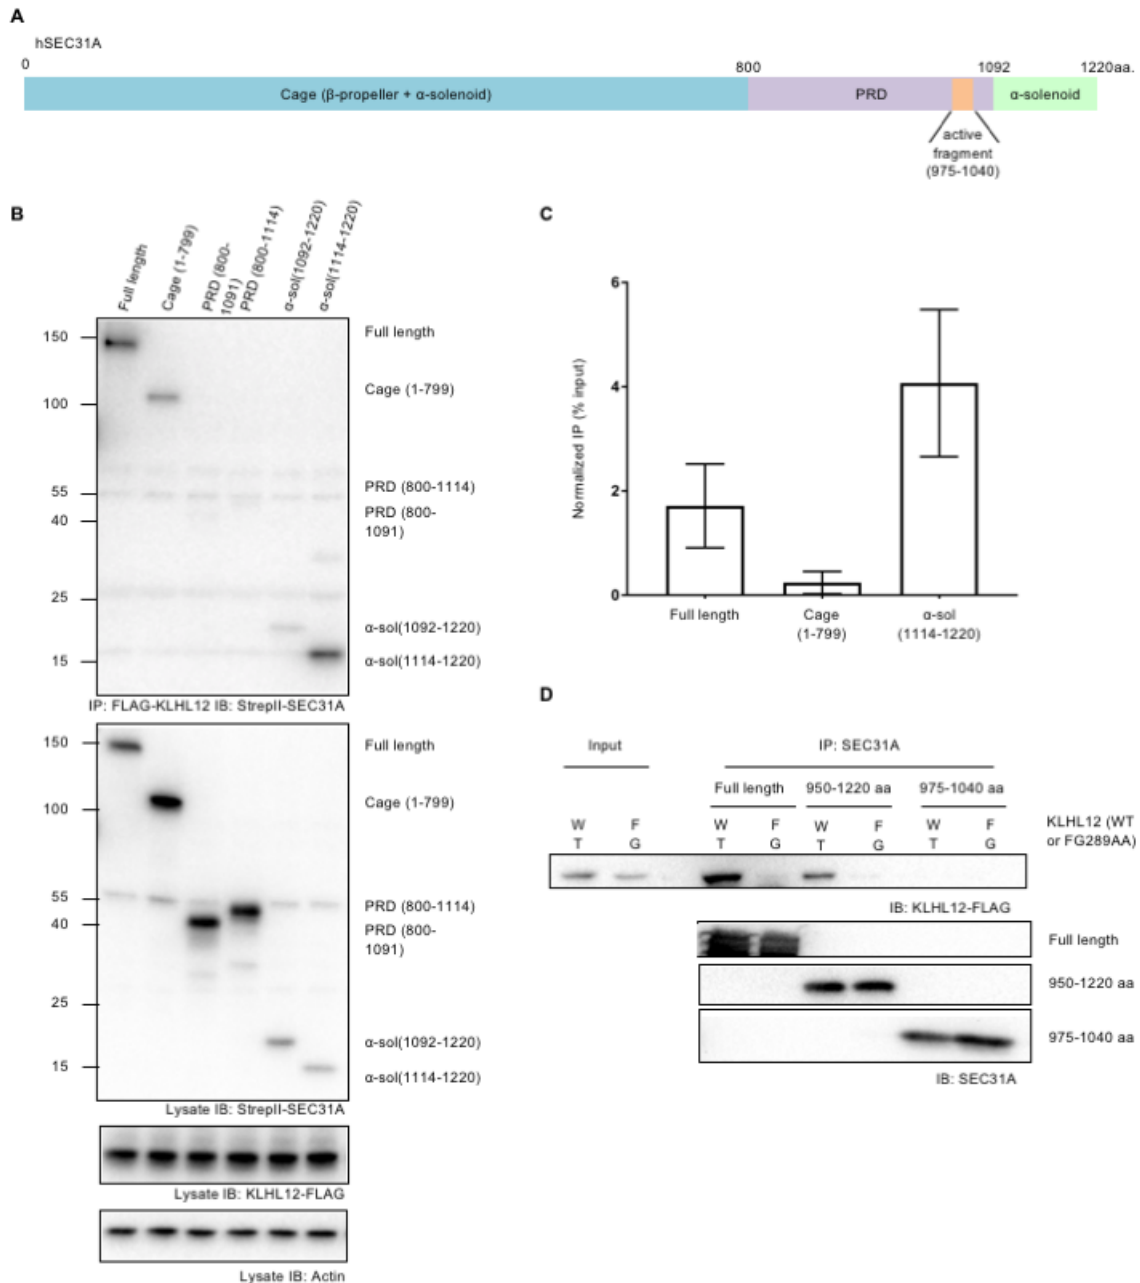 A
hSEC31A
0
800
1092
1220aa.
Cage (β-propeller + α-solenoid)
PRD
α-solenoid
active
fragment
(975-1040)
B
Full length
Cage (1-799)
PRD (800-
1091)
PRD (800-1114)
α-sol(1092-1220)
α-sol(1114-1220)
150
100
55
40
25
15
Full length
Cage (1-799)
PRD (800-1114)
PRD (800-
1091)
α-sol(1092-1220)
α-sol(1114-1220)
IP: FLAG-KLHL12 IB: StrepII-SEC31A
150
100
55
40
25
15
Full length
Cage (1-799)
PRD (800-1114)
PRD (800-
1091)
α-sol(1092-1220)
α-sol(1114-1220)
Lysate IB: StrepII-SEC31A
Lysate IB: KLHL12-FLAG
Lysate IB: Actin
C
Normalized IP (% input)
6
4
2
0
Full length
Cage
(1-799)
α-sol
(1114-1220)
D
Input
IP: SEC31A
Full length
950-1220 aa
975-1040 aa
W F W F W F W F
T G T G T G T G
KLHL12 (WT
or FG289AA)
IB: KLHL12-FLAG
Full length
950-1220 aa
975-1040 aa
IB: SEC31A